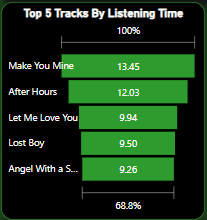 Top 5 Tracks By Listening Time
100%
Make You Mine 13.45
After Hours 12.03
Let Me Love You 9.94
Lost Boy 9.50
Angel With a S... 9.26
68.8%